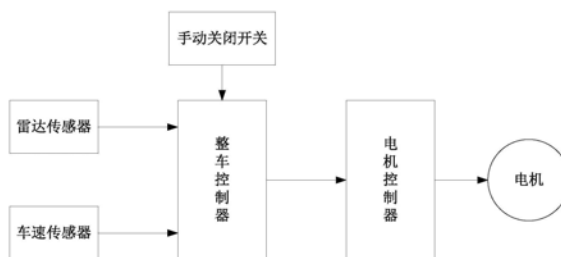 手动关闭开关
雷达传感器
整车控制器
电机控制器
电机
车速传感器